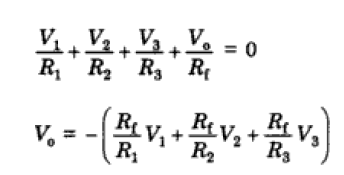 V₁/R₁ + V₂/R₂ + V₃/R₃ + Vₒ/R_f = 0
Vₒ = −(R_f/R₁ V₁ + R_f/R₂ V₂ + R_f/R₃ V₃)